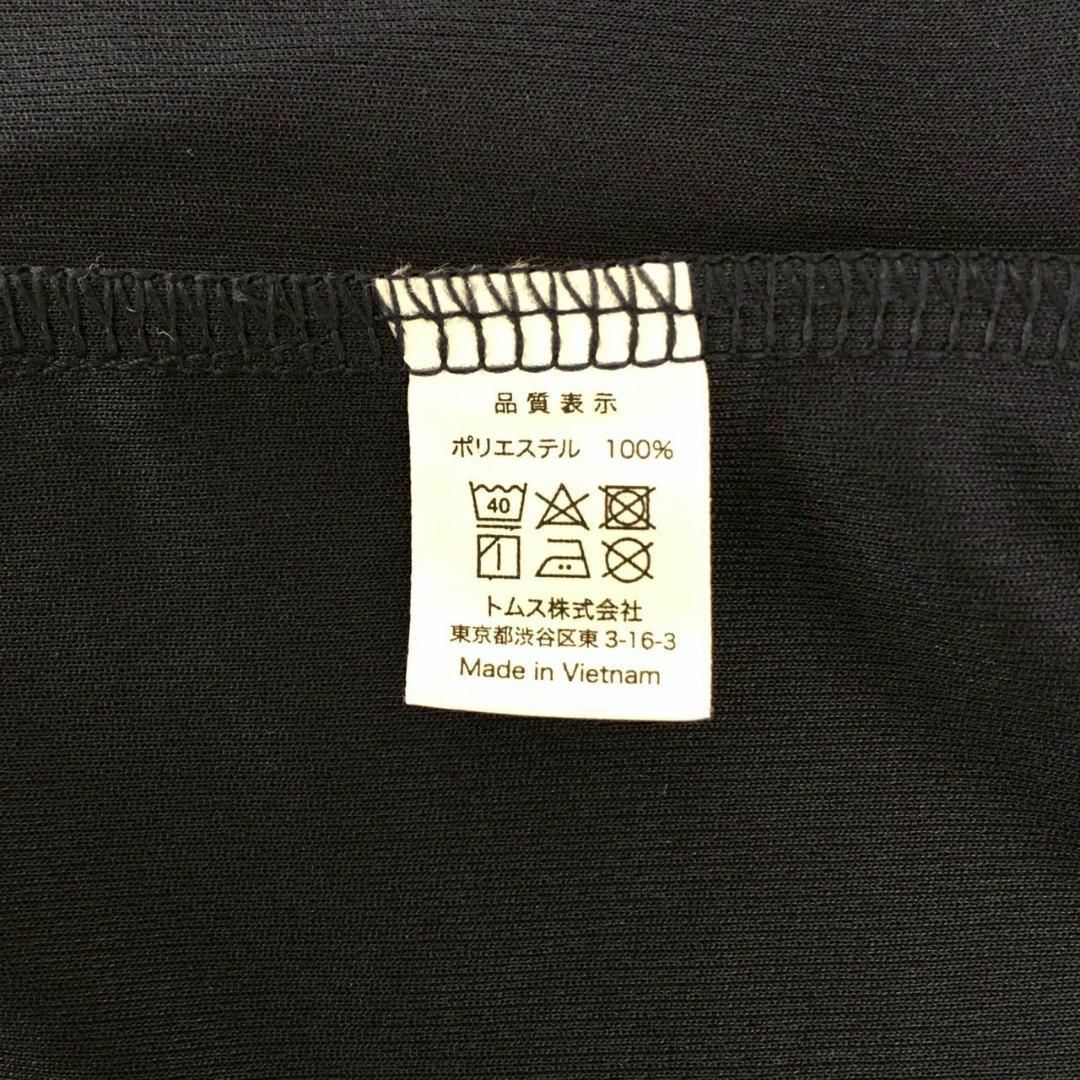 品質表示
ポリエステル 100%
40
トムス株式会社
東京都渋谷区東3-16-3
Made in Vietnam